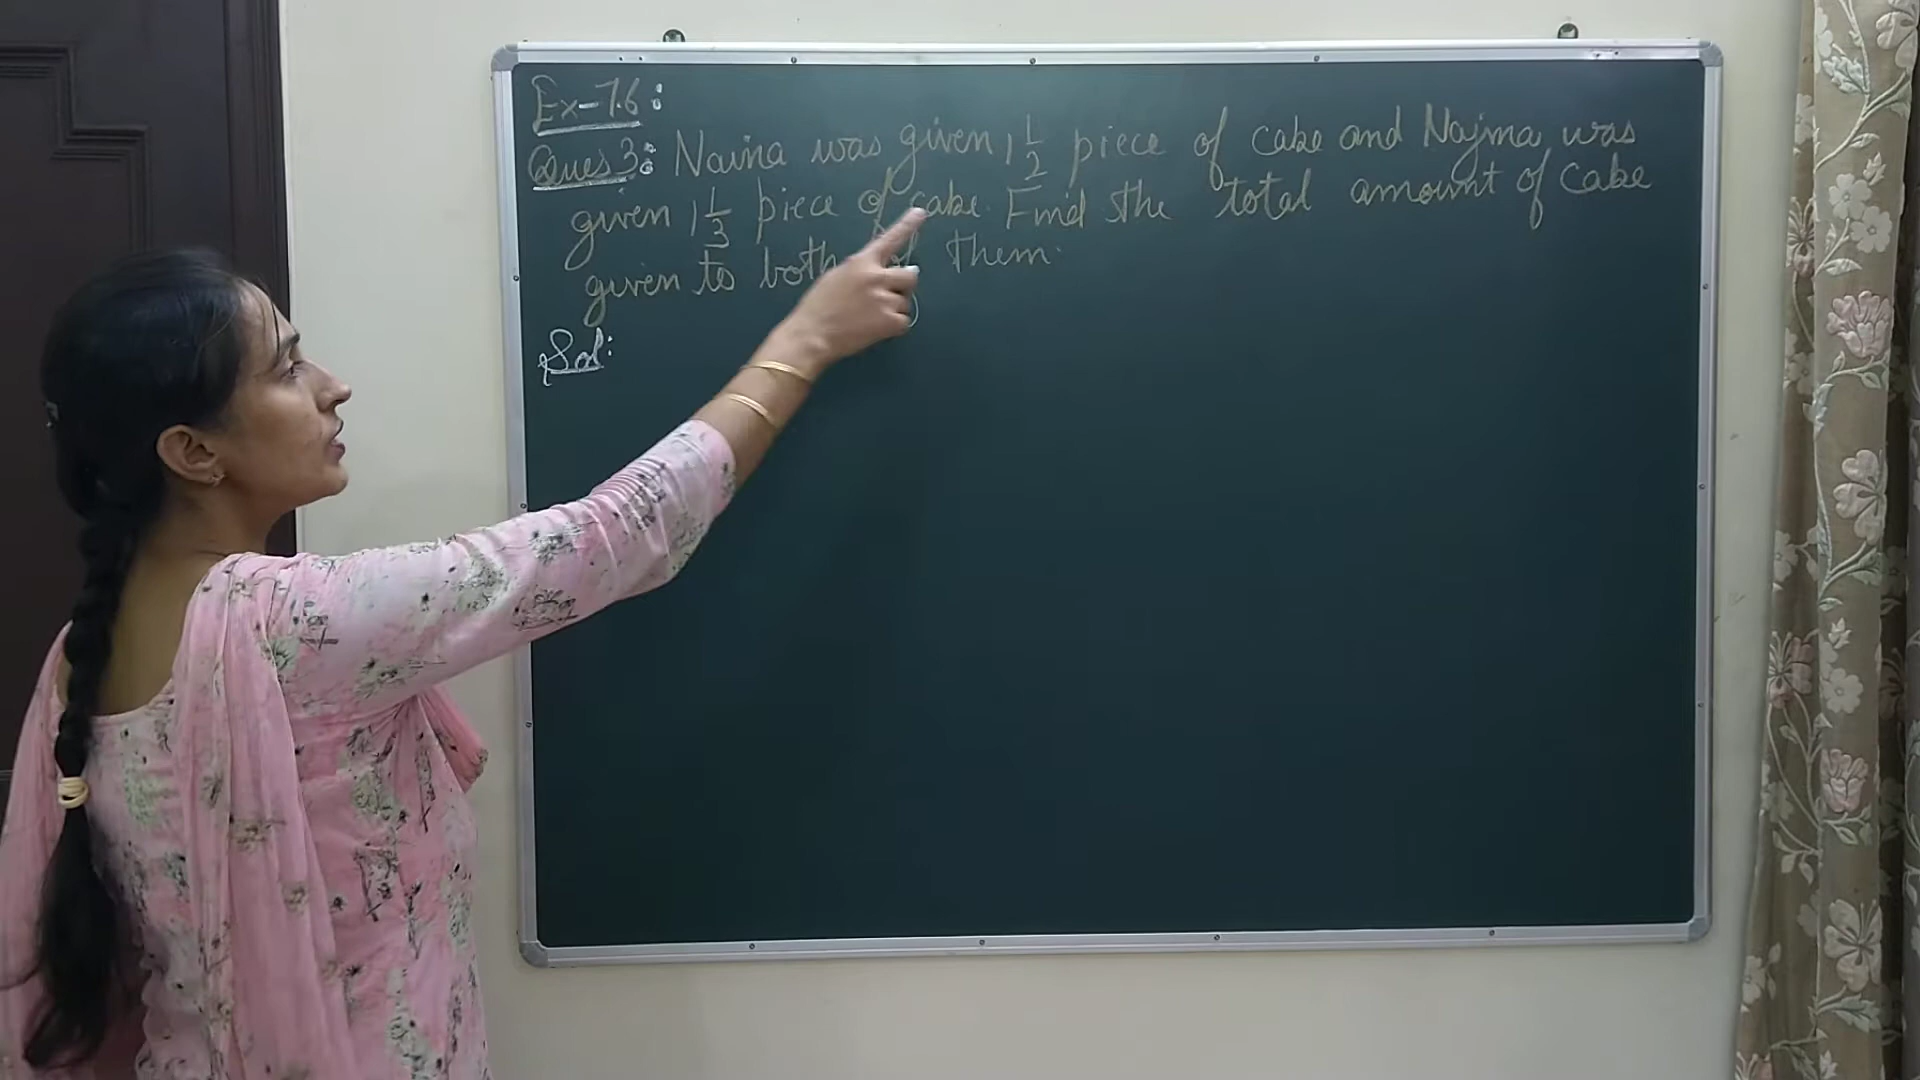 Ex-7.6:
Ques 3: Naina was given 1 1/2 piece of cake and Najma was
given 1 1/3 piece of cake. Find the total amount of cake
given to both of them.
Sol: